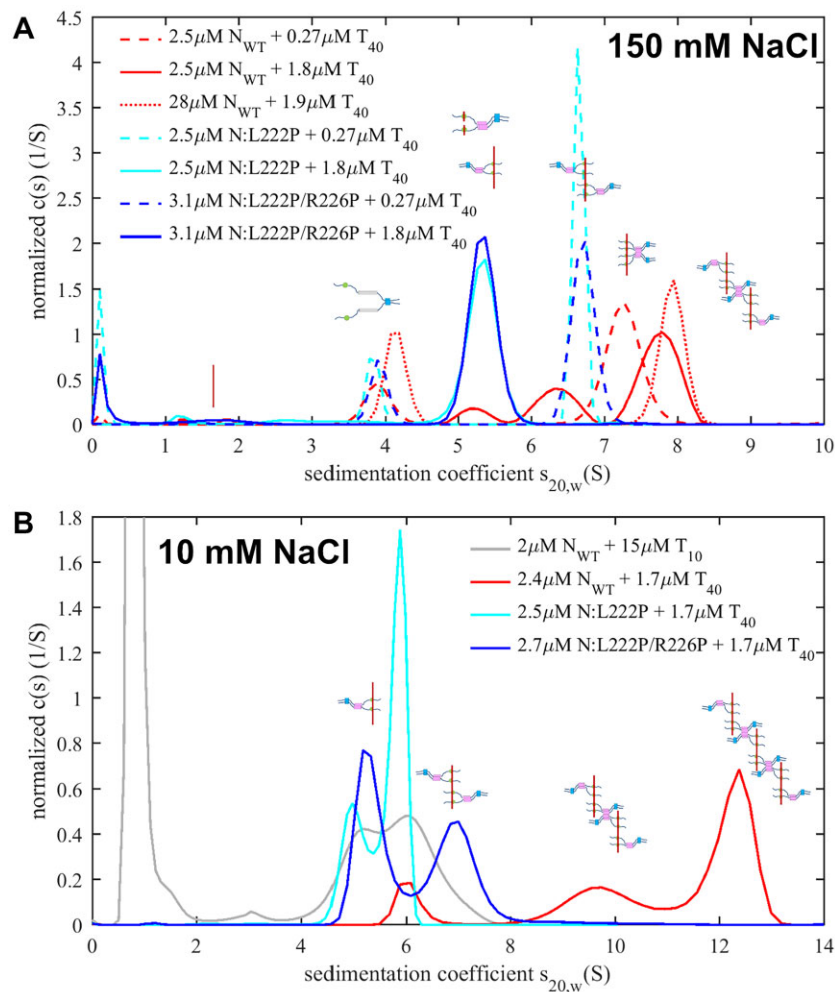 A
150 mM NaCl
2.5μM N_WT + 0.27μM T_40
2.5μM N_WT + 1.8μM T_40
28μM N_WT + 1.9μM T_40
2.5μM N:L222P + 0.27μM T_40
2.5μM N:L222P + 1.8μM T_40
3.1μM N:L222P/R226P + 0.27μM T_40
3.1μM N:L222P/R226P + 1.8μM T_40
normalized c(s) (1/S)
4.5
4
3.5
3
2.5
2
1.5
1
0.5
0
0 1 2 3 4 5 6 7 8 9 10
sedimentation coefficient s_20,w(S)
B
10 mM NaCl
2μM N_WT + 15μM T_10
2.4μM N_WT + 1.7μM T_40
2.5μM N:L222P + 1.7μM T_40
2.7μM N:L222P/R226P + 1.7μM T_40
normalized c(s) (1/S)
1.8
1.6
1.4
1.2
1
0.8
0.6
0.4
0.2
0
0 2 4 6 8 10 12 14
sedimentation coefficient s_20,w(S)